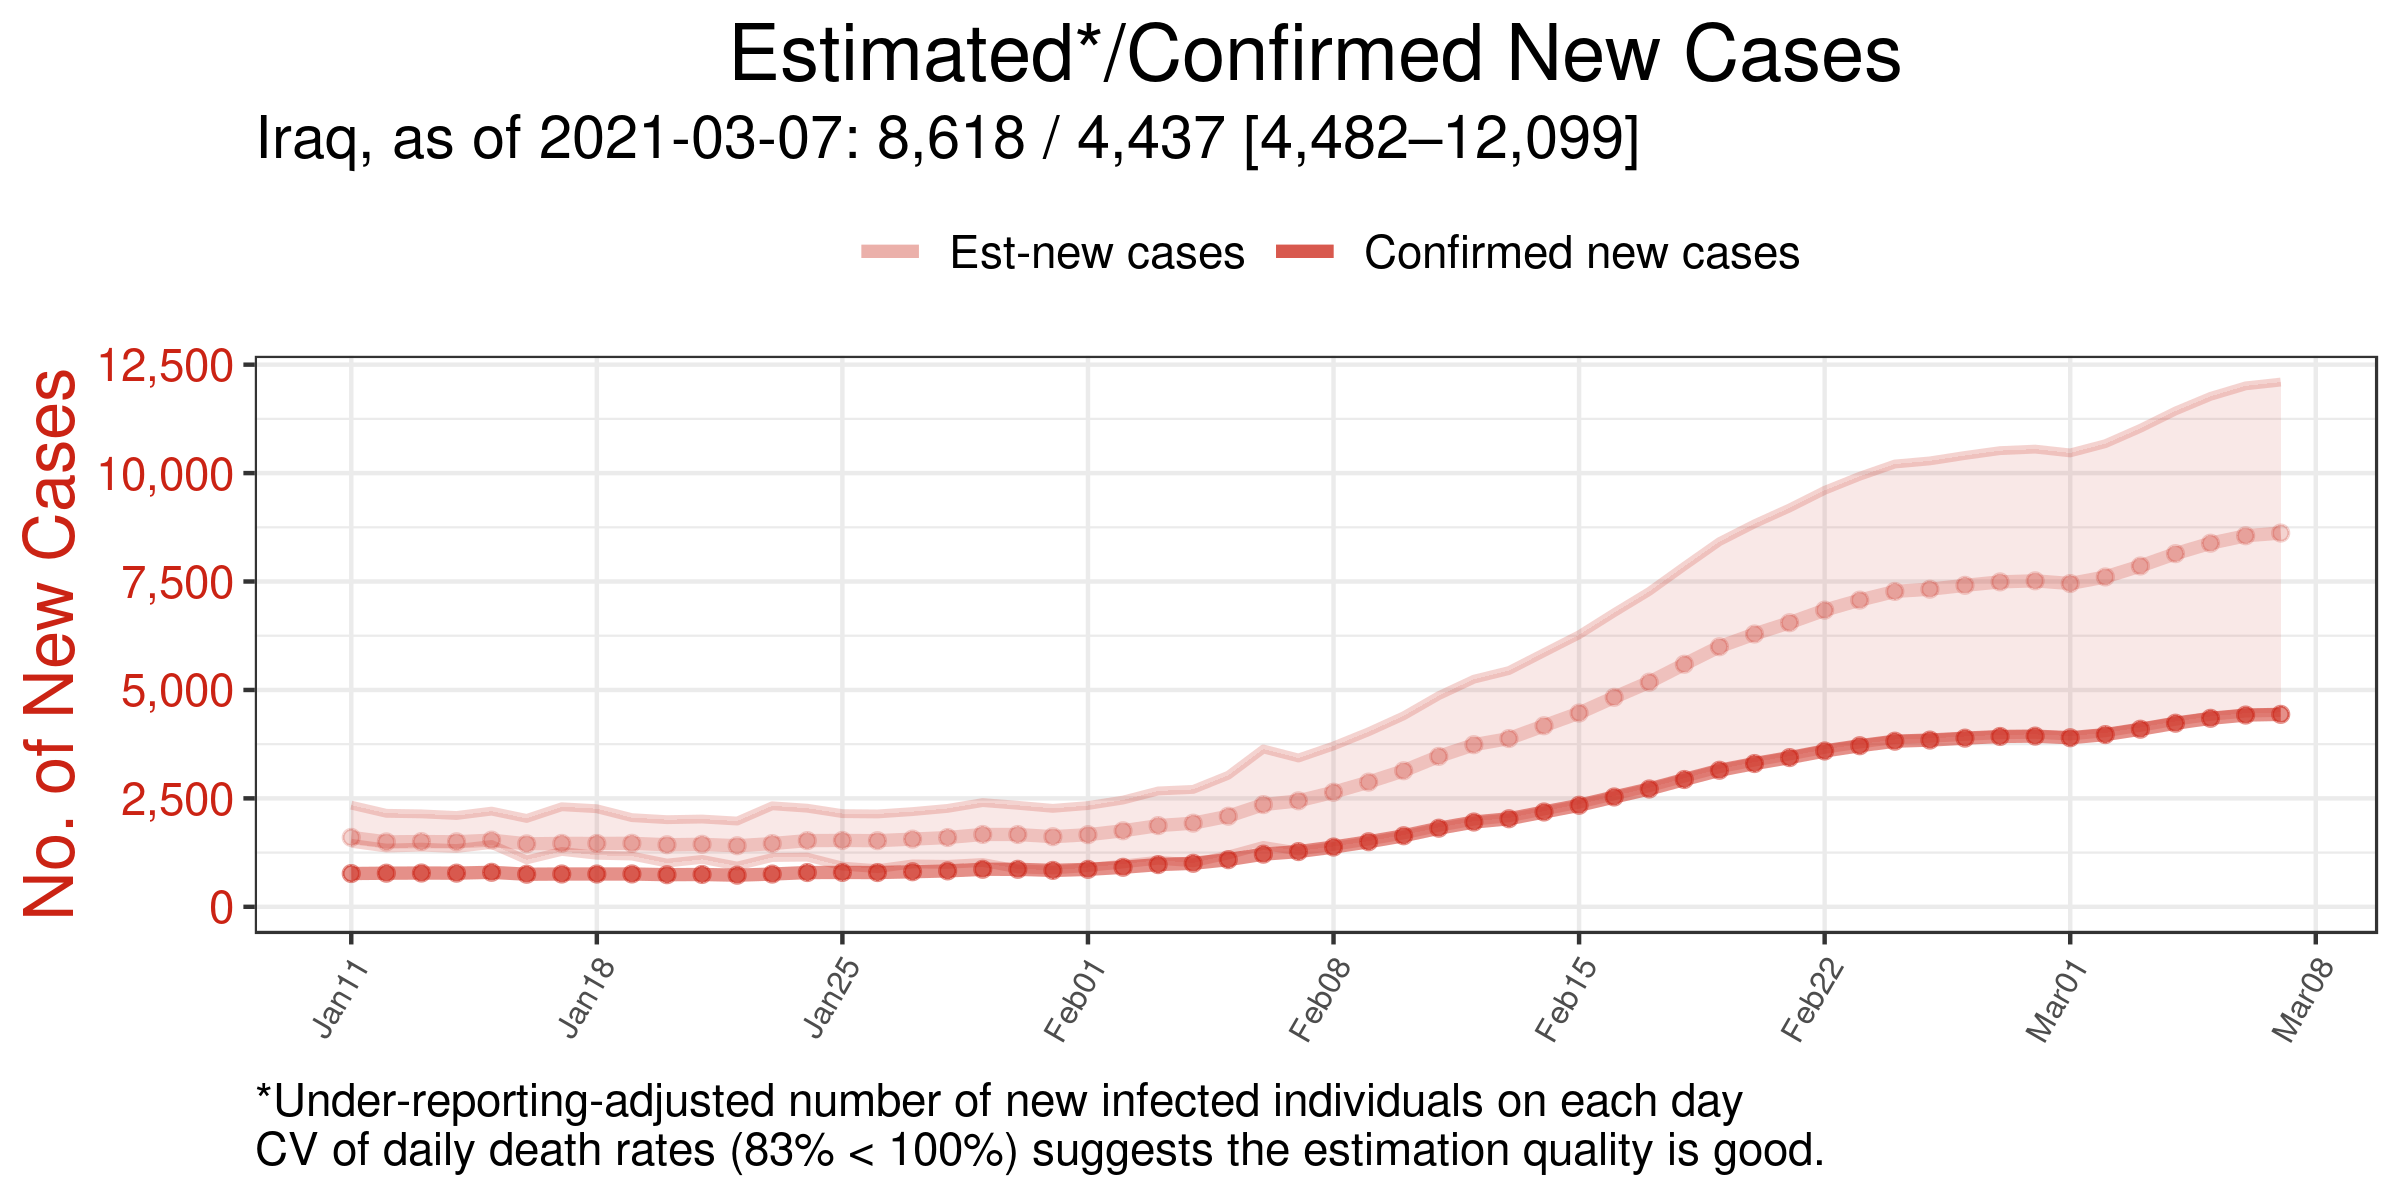 Estimated*/Confirmed New Cases
Iraq, as of 2021-03-07: 8,618 / 4,437 [4,482–12,099]
Est-new cases
Confirmed new cases
No. of New Cases
12,500
10,000
7,500
5,000
2,500
0
Jan11
Jan18
Jan25
Feb01
Feb08
Feb15
Feb22
Mar01
Mar08
*Under-reporting-adjusted number of new infected individuals on each day
CV of daily death rates (83% < 100%) suggests the estimation quality is good.